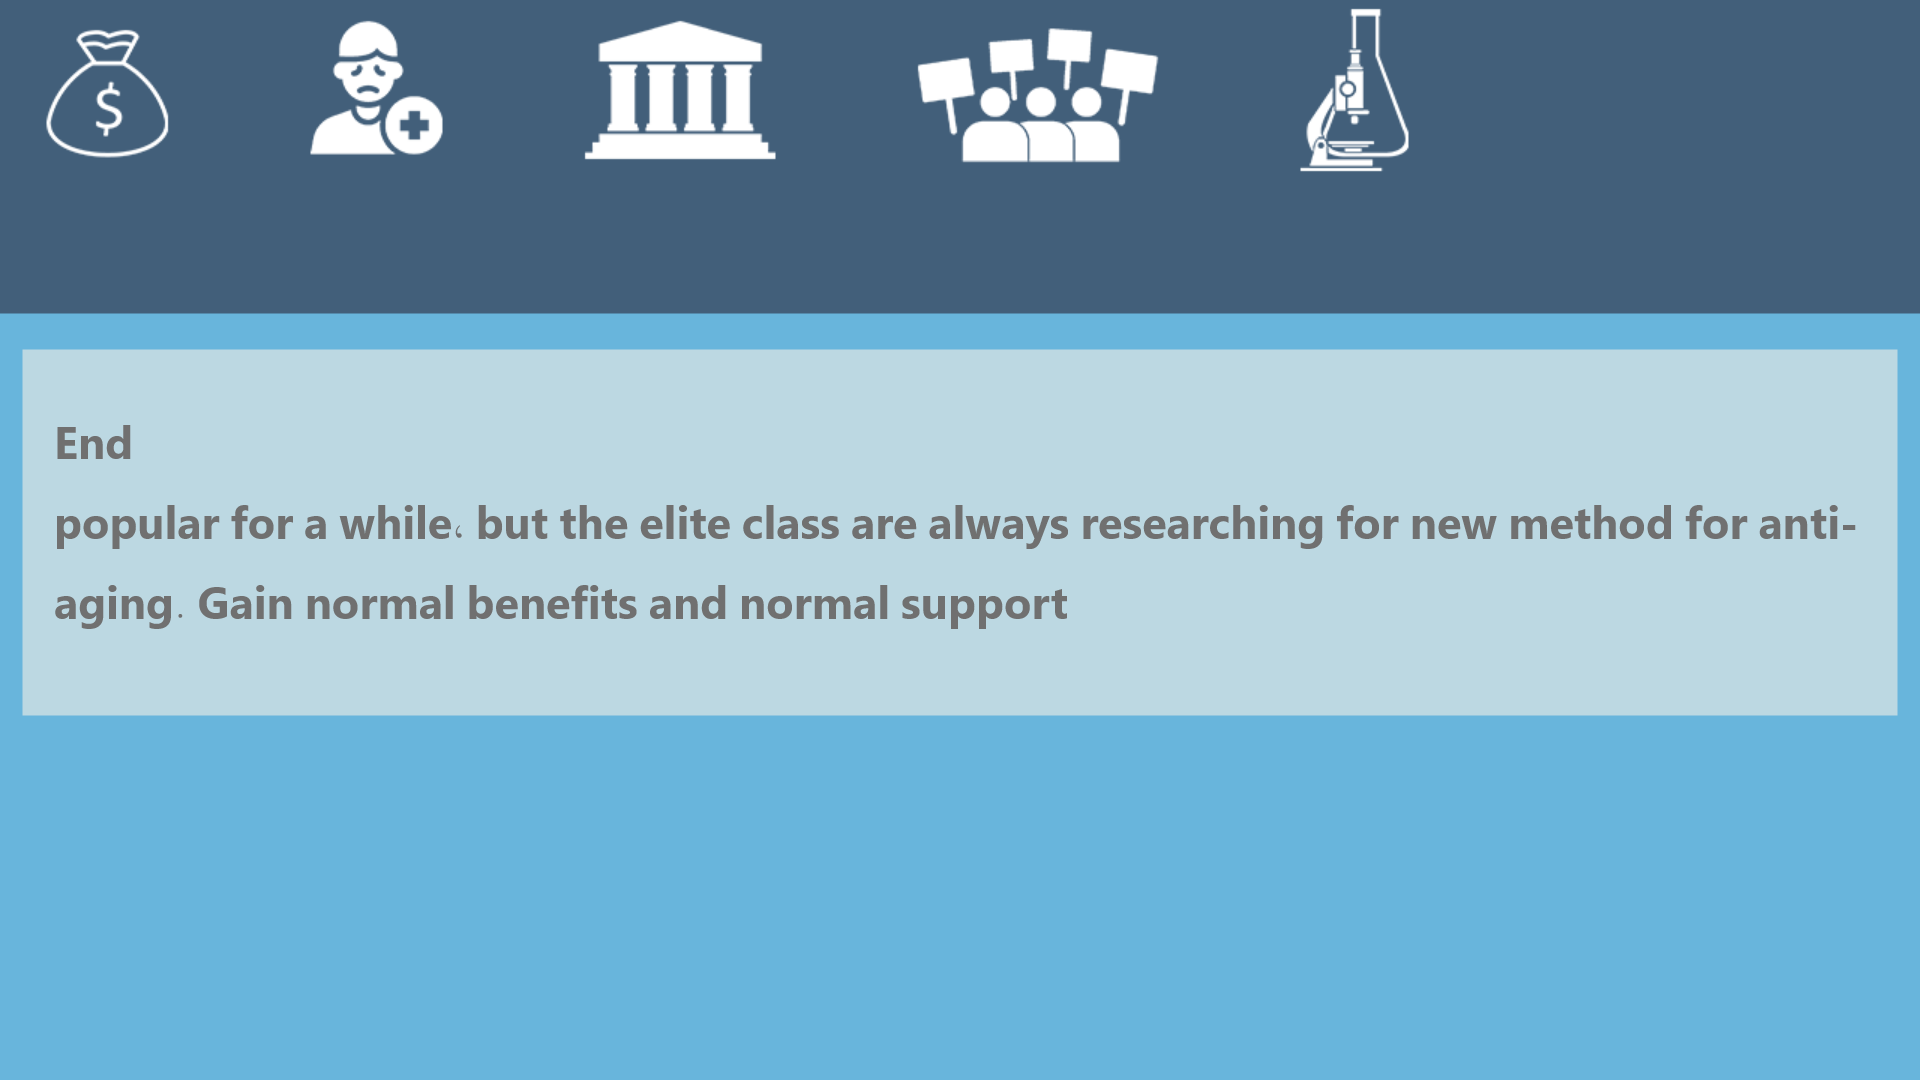 $
End
popular for a while، but the elite class are always researching for new method for anti-
aging. Gain normal benefits and normal support